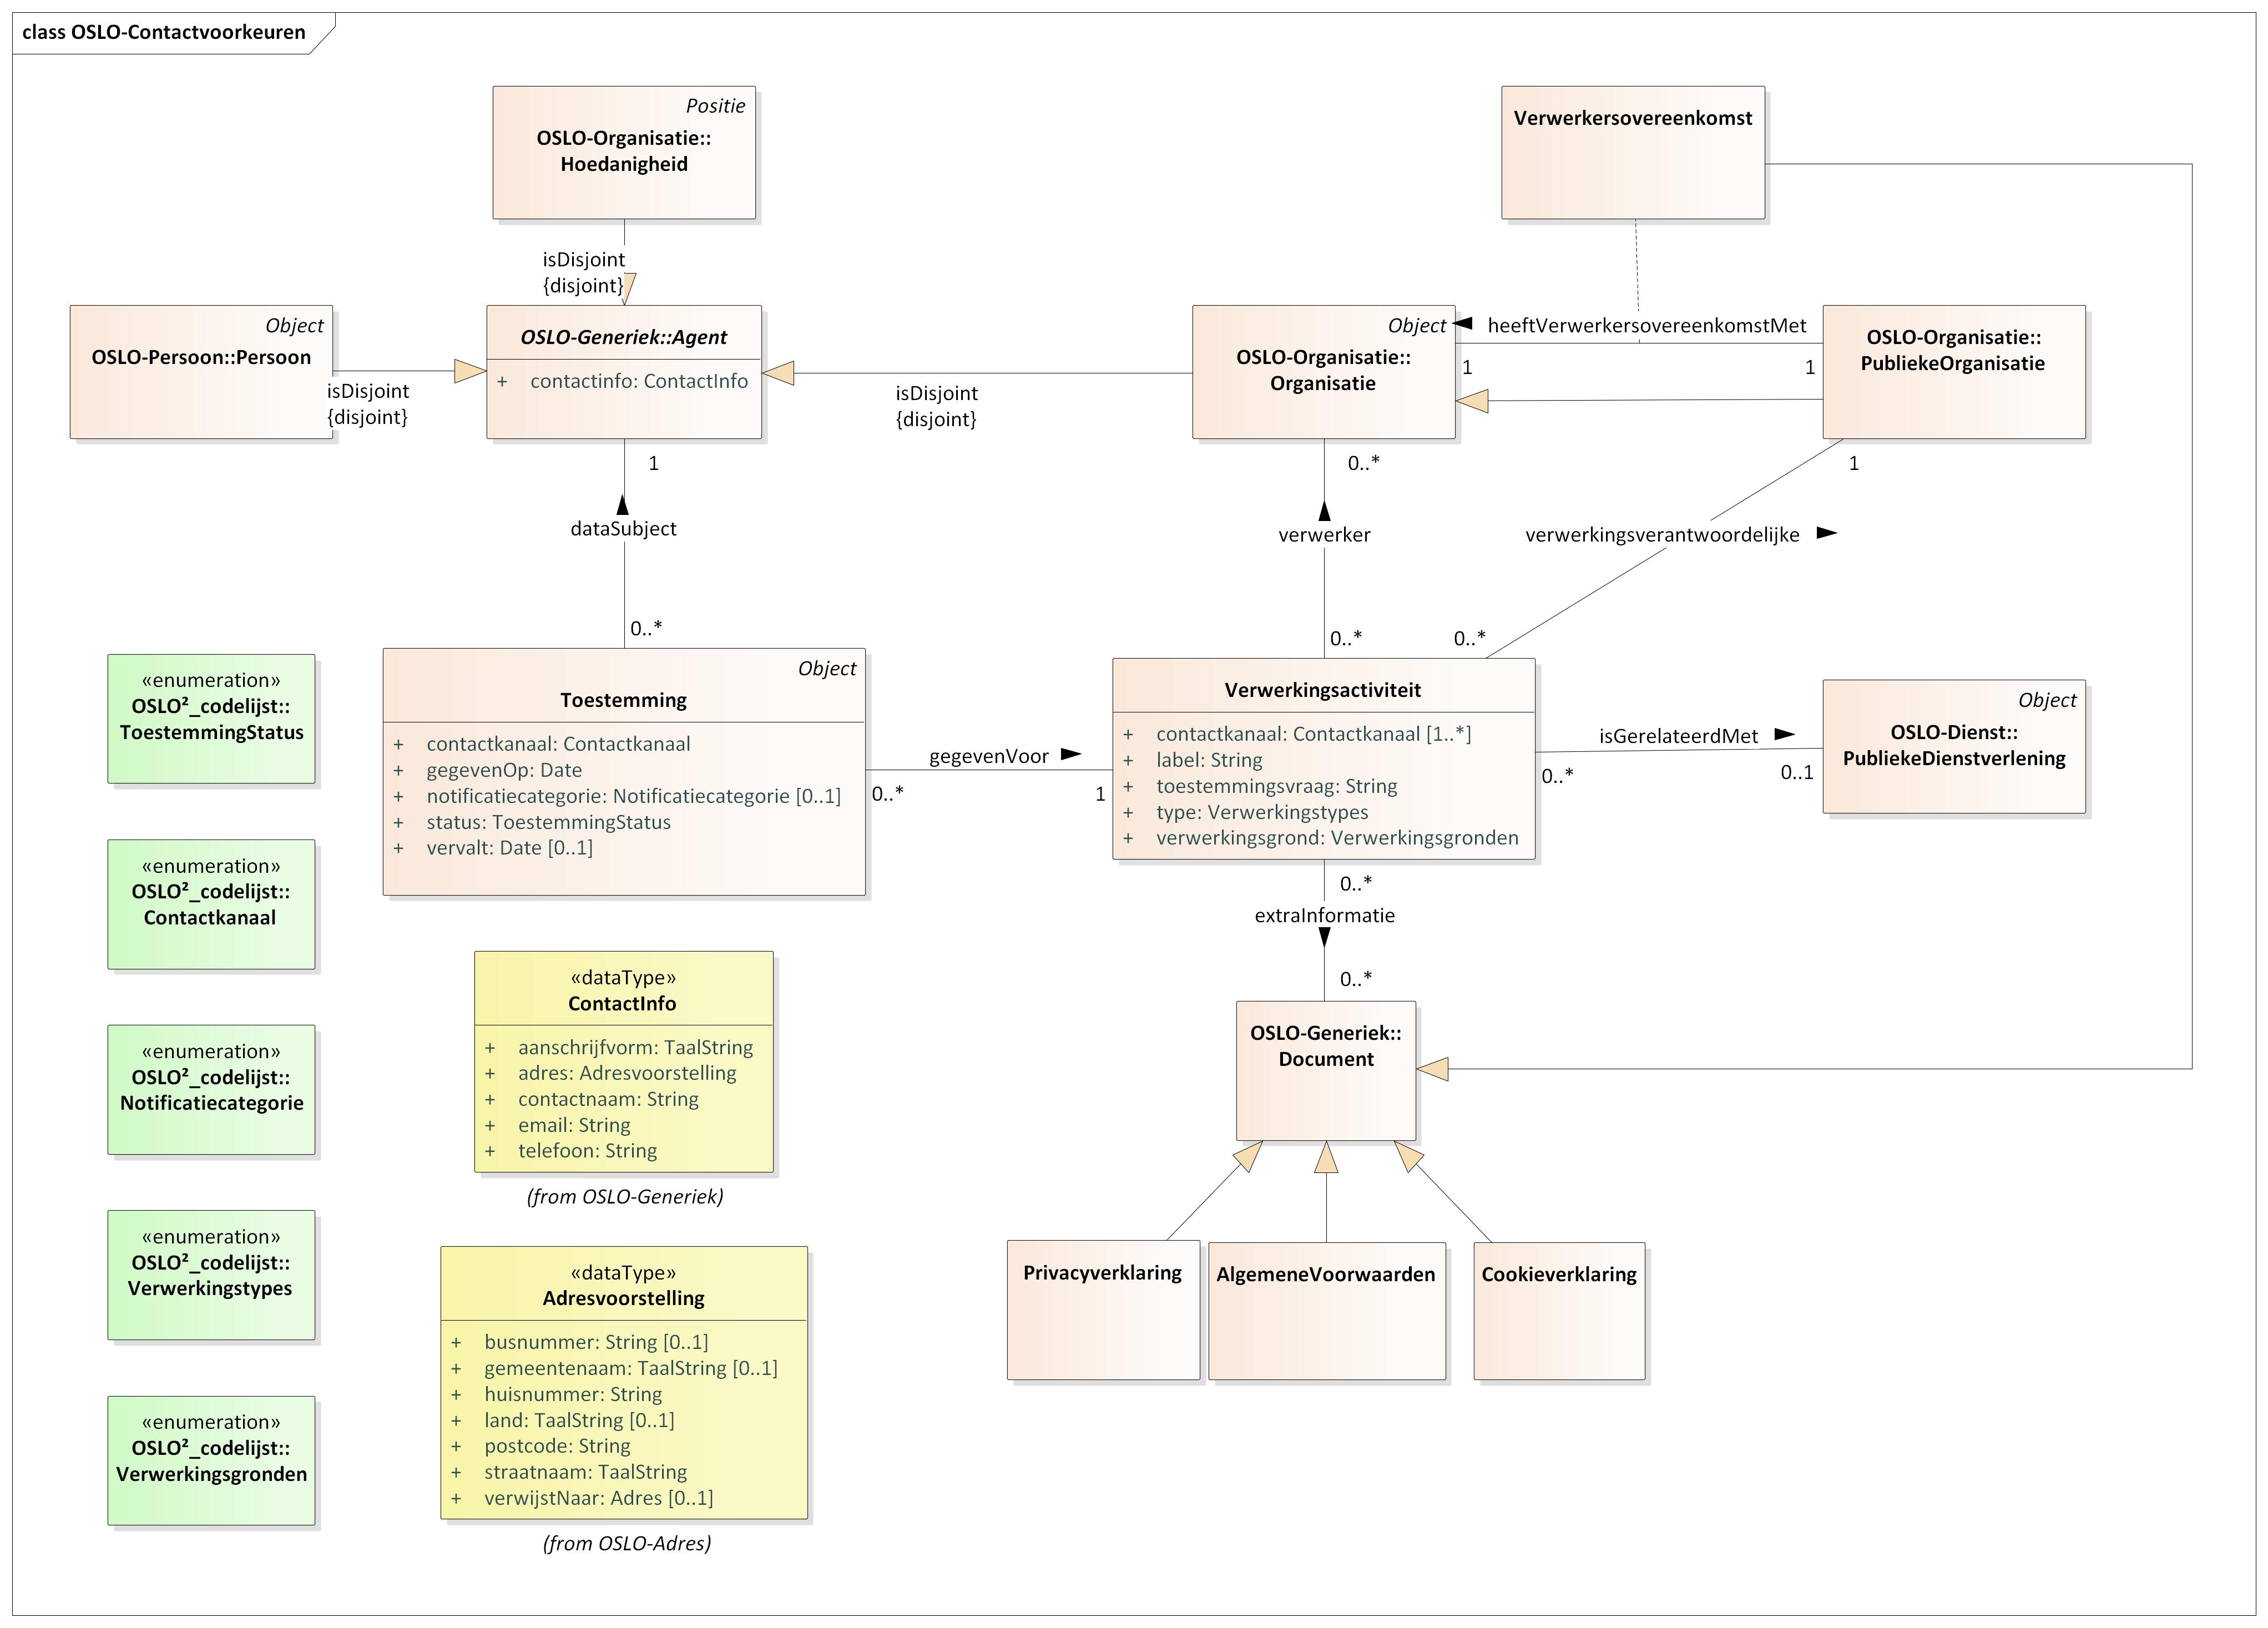 class OSLO-Contactvoorkeuren
Positie
OSLO-Organisatie::
Hoedanigheid
Verwerkersovereenkomst
isDisjoint
{disjoint}
Object
OSLO-Persoon::Persoon
isDisjoint
{disjoint}
OSLO-Generiek::Agent
+ contactinfo: ContactInfo
isDisjoint
{disjoint}
Object
OSLO-Organisatie::
Organisatie
heeftVerwerkersovereenkomstMet
1
1
OSLO-Organisatie::
PubliekeOrganisatie
1
dataSubject
0..*
0..*
verwerker
0..*
1
verwerkingsverantwoordelijke
0..*
Object
Toestemming
+ contactkanaal: Contactkanaal
+ gegevenOp: Date
+ notificatiecategorie: Notificatiecategorie [0..1]
+ status: ToestemmingStatus
+ vervalt: Date [0..1]
gegevenVoor
0..*
1
Verwerkingsactiviteit
+ contactkanaal: Contactkanaal [1..*]
+ label: String
+ toestemmingsvraag: String
+ type: Verwerkingstypes
+ verwerkingsgrond: Verwerkingsgronden
isGerelateerdMet
0..*
0..1
Object
OSLO-Dienst::
PubliekeDienstverlening
0..*
extraInformatie
0..*
OSLO-Generiek::
Document
Privacyverklaring
AlgemeneVoorwaarden
Cookieverklaring
«enumeration»
OSLO²_codelijst::
ToestemmingStatus
«enumeration»
OSLO²_codelijst::
Contactkanaal
«enumeration»
OSLO²_codelijst::
Notificatiecategorie
«enumeration»
OSLO²_codelijst::
Verwerkingstypes
«enumeration»
OSLO²_codelijst::
Verwerkingsgronden
«dataType»
ContactInfo
+ aanschrijfvorm: TaalString
+ adres: Adresvoorstelling
+ contactnaam: String
+ email: String
+ telefoon: String
(from OSLO-Generiek)
«dataType»
Adresvoorstelling
+ busnummer: String [0..1]
+ gemeentenaam: TaalString [0..1]
+ huisnummer: String
+ land: TaalString [0..1]
+ postcode: String
+ straatnaam: TaalString
+ verwijstNaar: Adres [0..1]
(from OSLO-Adres)